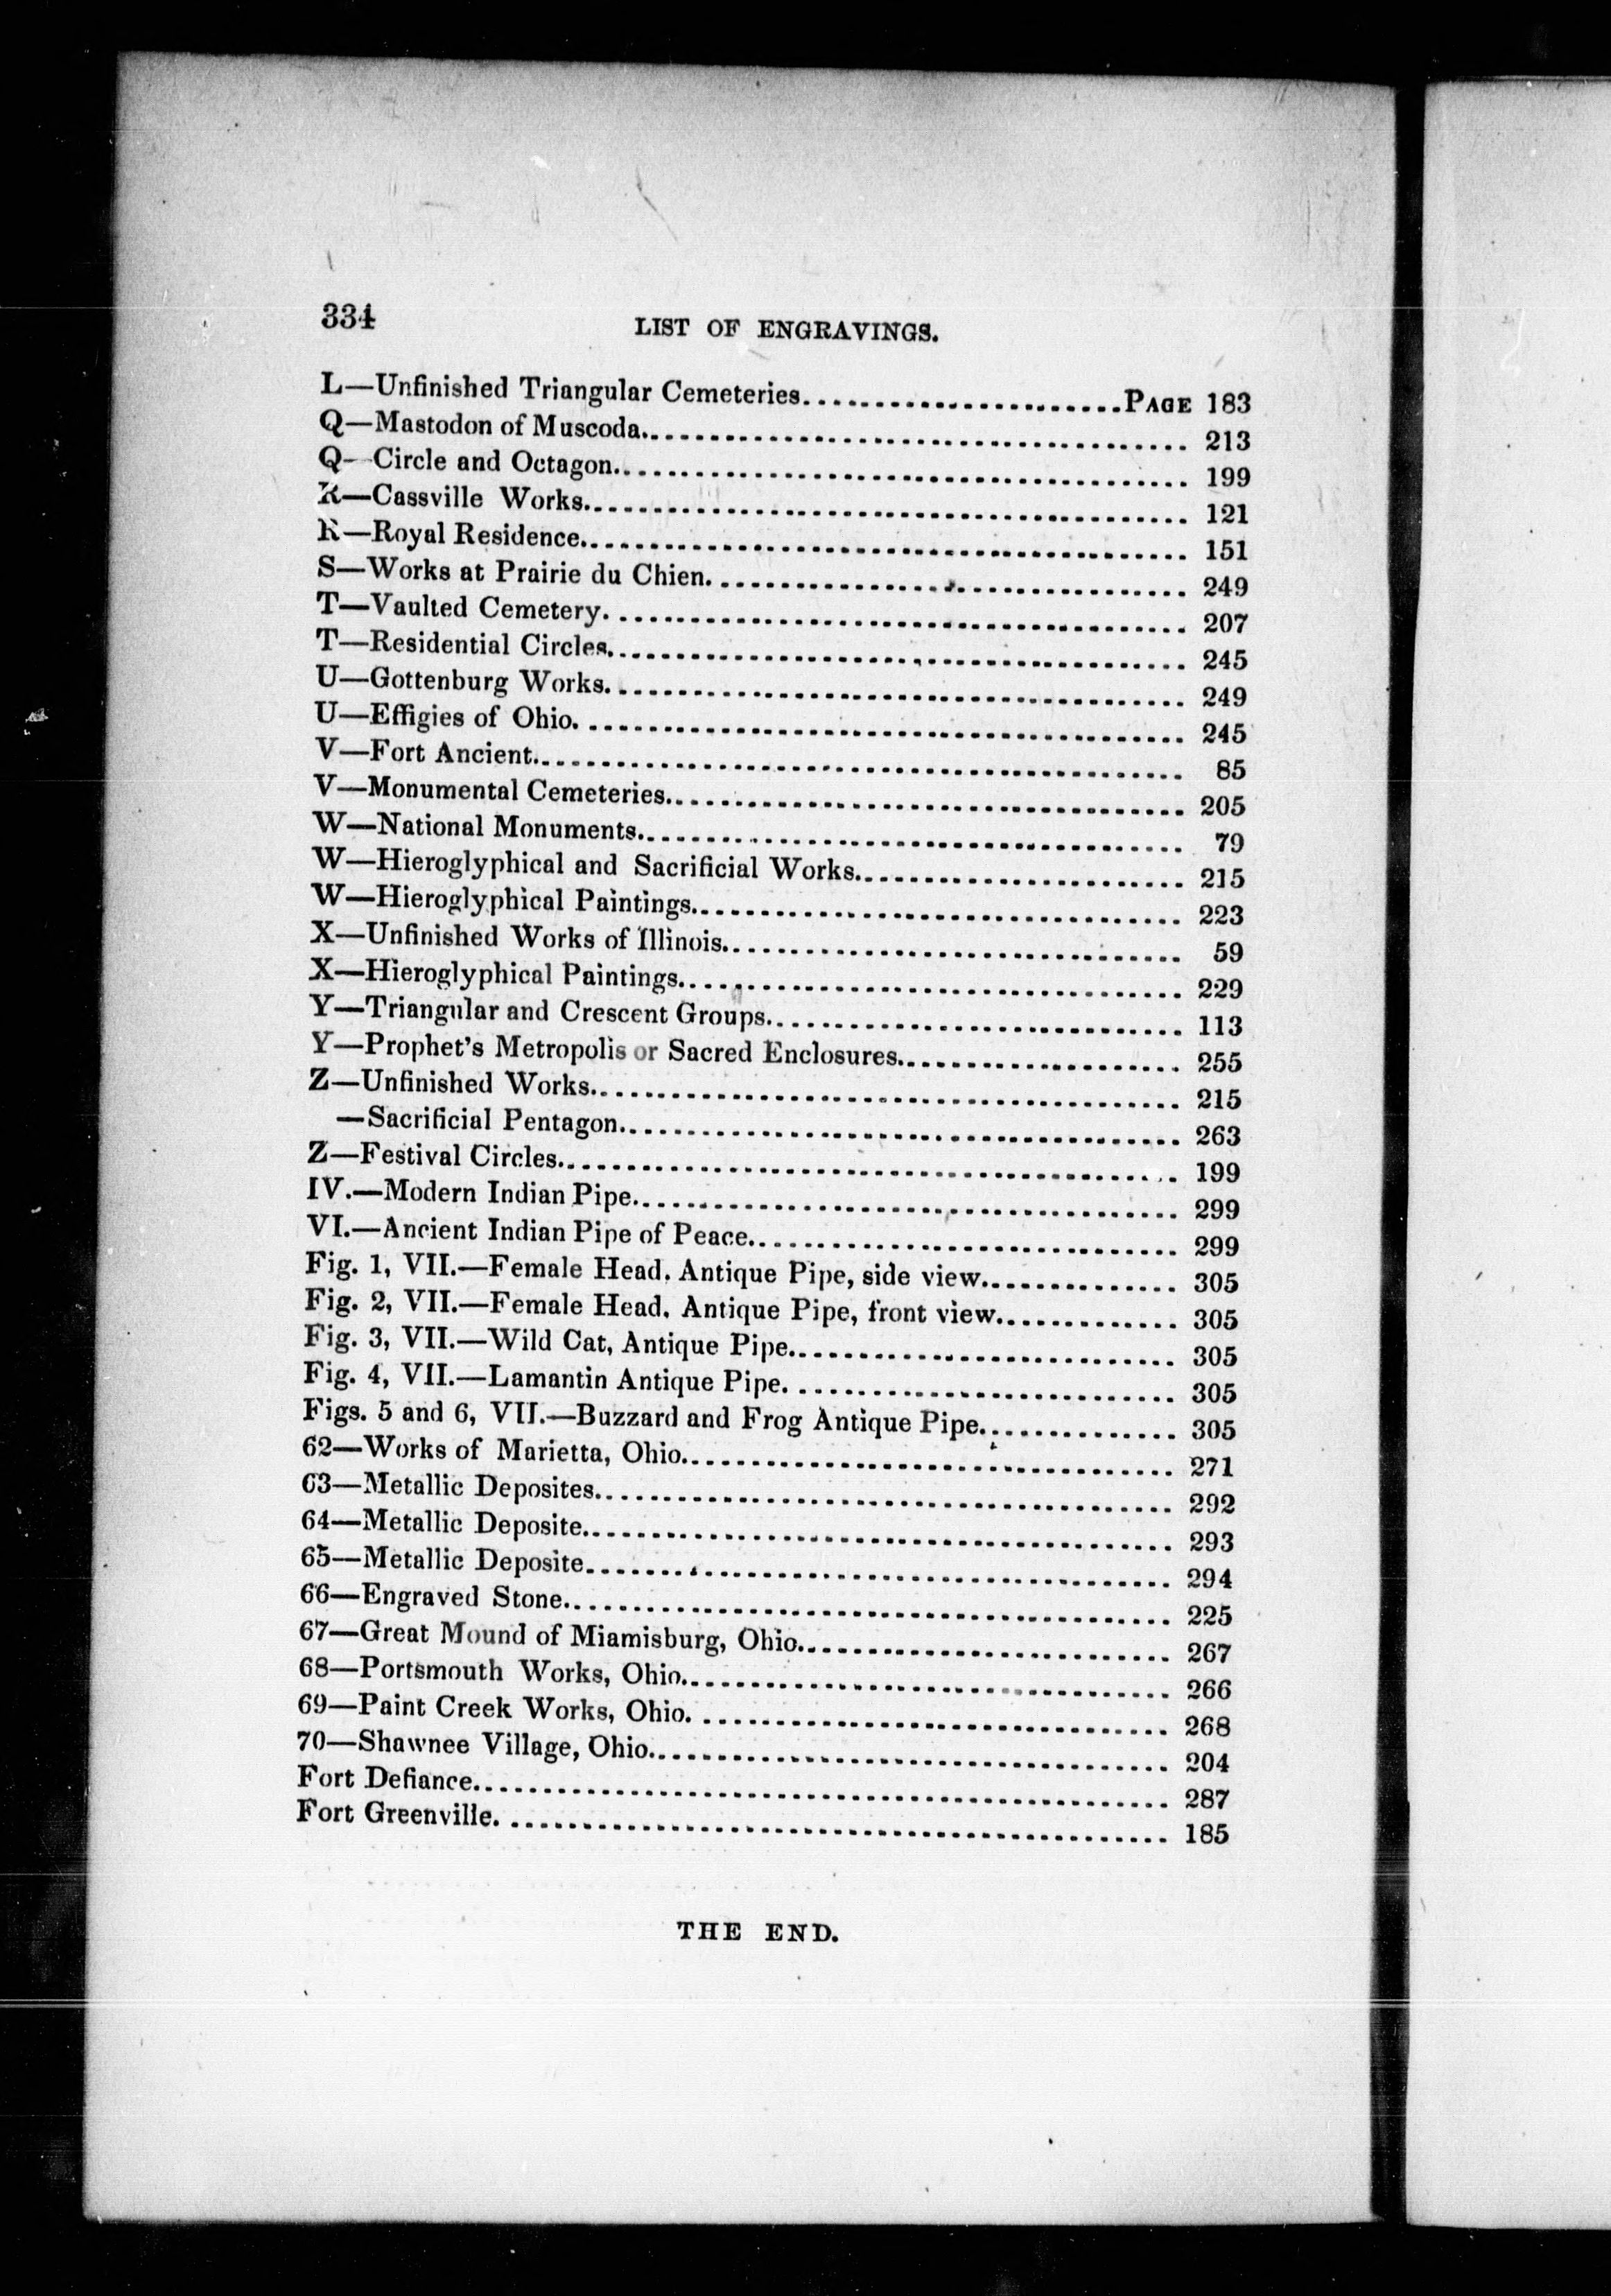 334 LIST OF ENGRAVINGS.
L—Unfinished Triangular Cemeteries.......................PAGE 183
Q—Mastodon of Muscoda....................................... 213
Q—Circle and Octagon........................................ 199
R—Cassville Works........................................... 121
R—Royal Residence........................................... 151
S—Works at Prairie du Chien................................. 249
T—Vaulted Cemetery.......................................... 207
T—Residential Circles....................................... 245
U—Gottenburg Works.......................................... 249
U—Effigies of Ohio.......................................... 245
V—Fort Ancient.............................................. 85
V—Monumental Cemeteries..................................... 205
W—National Monuments........................................ 79
W—Hieroglyphical and Sacrificial Works....................... 215
W—Hieroglyphical Paintings.................................. 223
X—Unfinished Works of Illinois.............................. 59
X—Hieroglyphical Paintings.................................. 229
Y—Triangular and Crescent Groups............................ 113
Y—Prophet's Metropolis or Sacred Enclosures.................... 255
Z—Unfinished Works.......................................... 215
—Sacrificial Pentagon....................................... 263
Z—Festival Circles.......................................... 199
IV.—Modern Indian Pipe...................................... 299
VI.—Ancient Indian Pipe of Peace............................ 299
Fig. 1, VII.—Female Head. Antique Pipe, side view.............. 305
Fig. 2, VII.—Female Head. Antique Pipe, front view............. 305
Fig. 3, VII.—Wild Cat, Antique Pipe........................... 305
Fig. 4, VII.—Lamantin Antique Pipe............................ 305
Figs. 5 and 6, VII.—Buzzard and Frog Antique Pipe.............. 305
62—Works of Marietta, Ohio.................................. 271
63—Metallic Deposites....................................... 292
64—Metallic Deposite........................................ 293
65—Metallic Deposite........................................ 294
66—Engraved Stone........................................... 225
67—Great Mound of Miamisburg, Ohio.......................... 267
68—Portsmouth Works, Ohio................................... 266
69—Paint Creek Works, Ohio.................................. 268
70—Shawnee Village, Ohio.................................... 204
Fort Defiance............................................... 287
Fort Greenville............................................. 185
THE END.